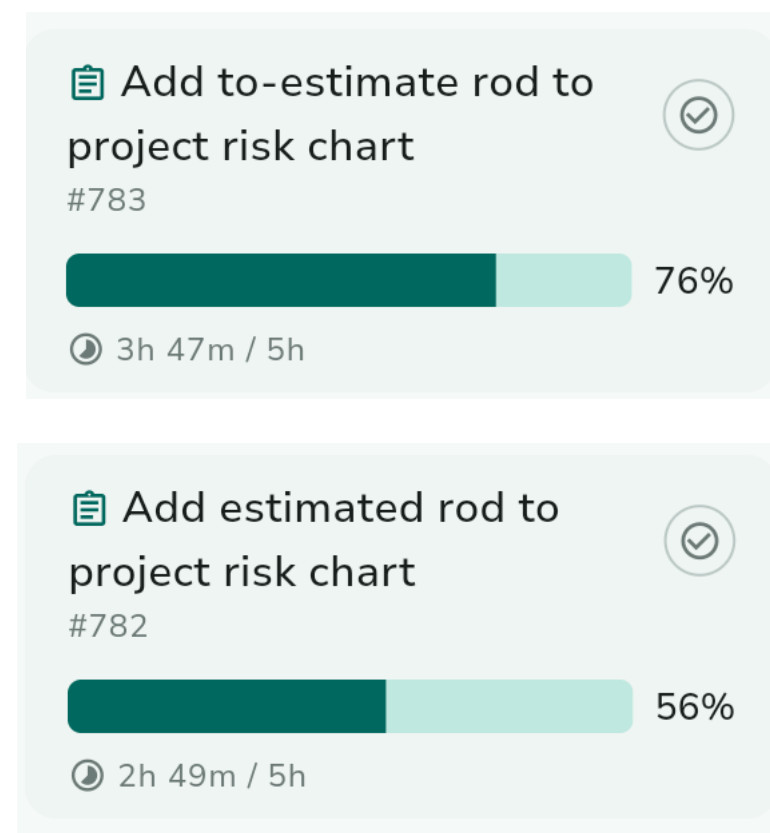 Add to-estimate rod to
project risk chart
#783
76%
3h 47m / 5h
Add estimated rod to
project risk chart
#782
56%
2h 49m / 5h